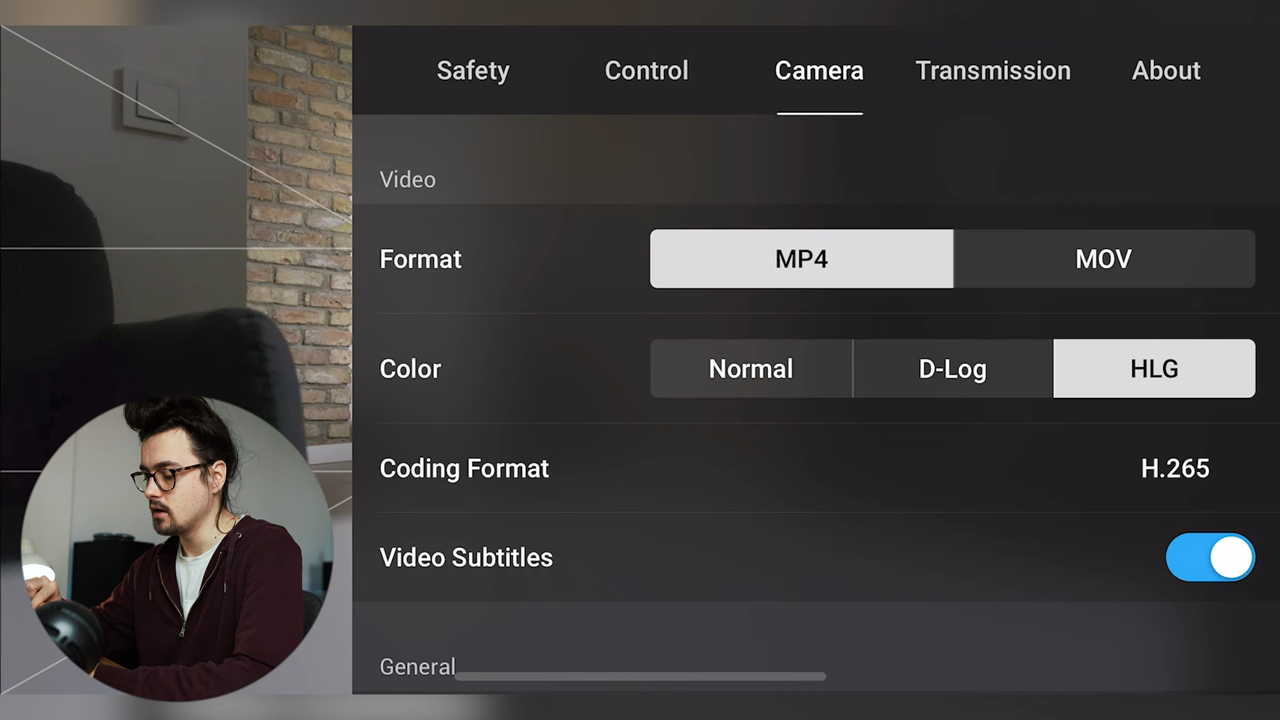 Safety Control Camera Transmission About
Video
Format MP4 MOV
Color Normal D-Log HLG
Coding Format H.265
Video Subtitles
General